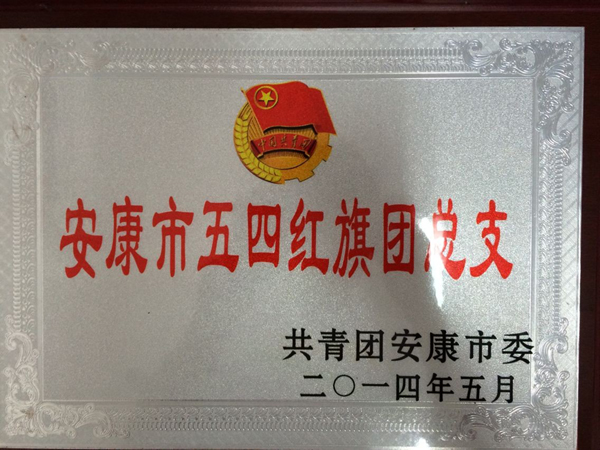 安康市五四红旗团总支
共青团安康市委
二〇一四年五月